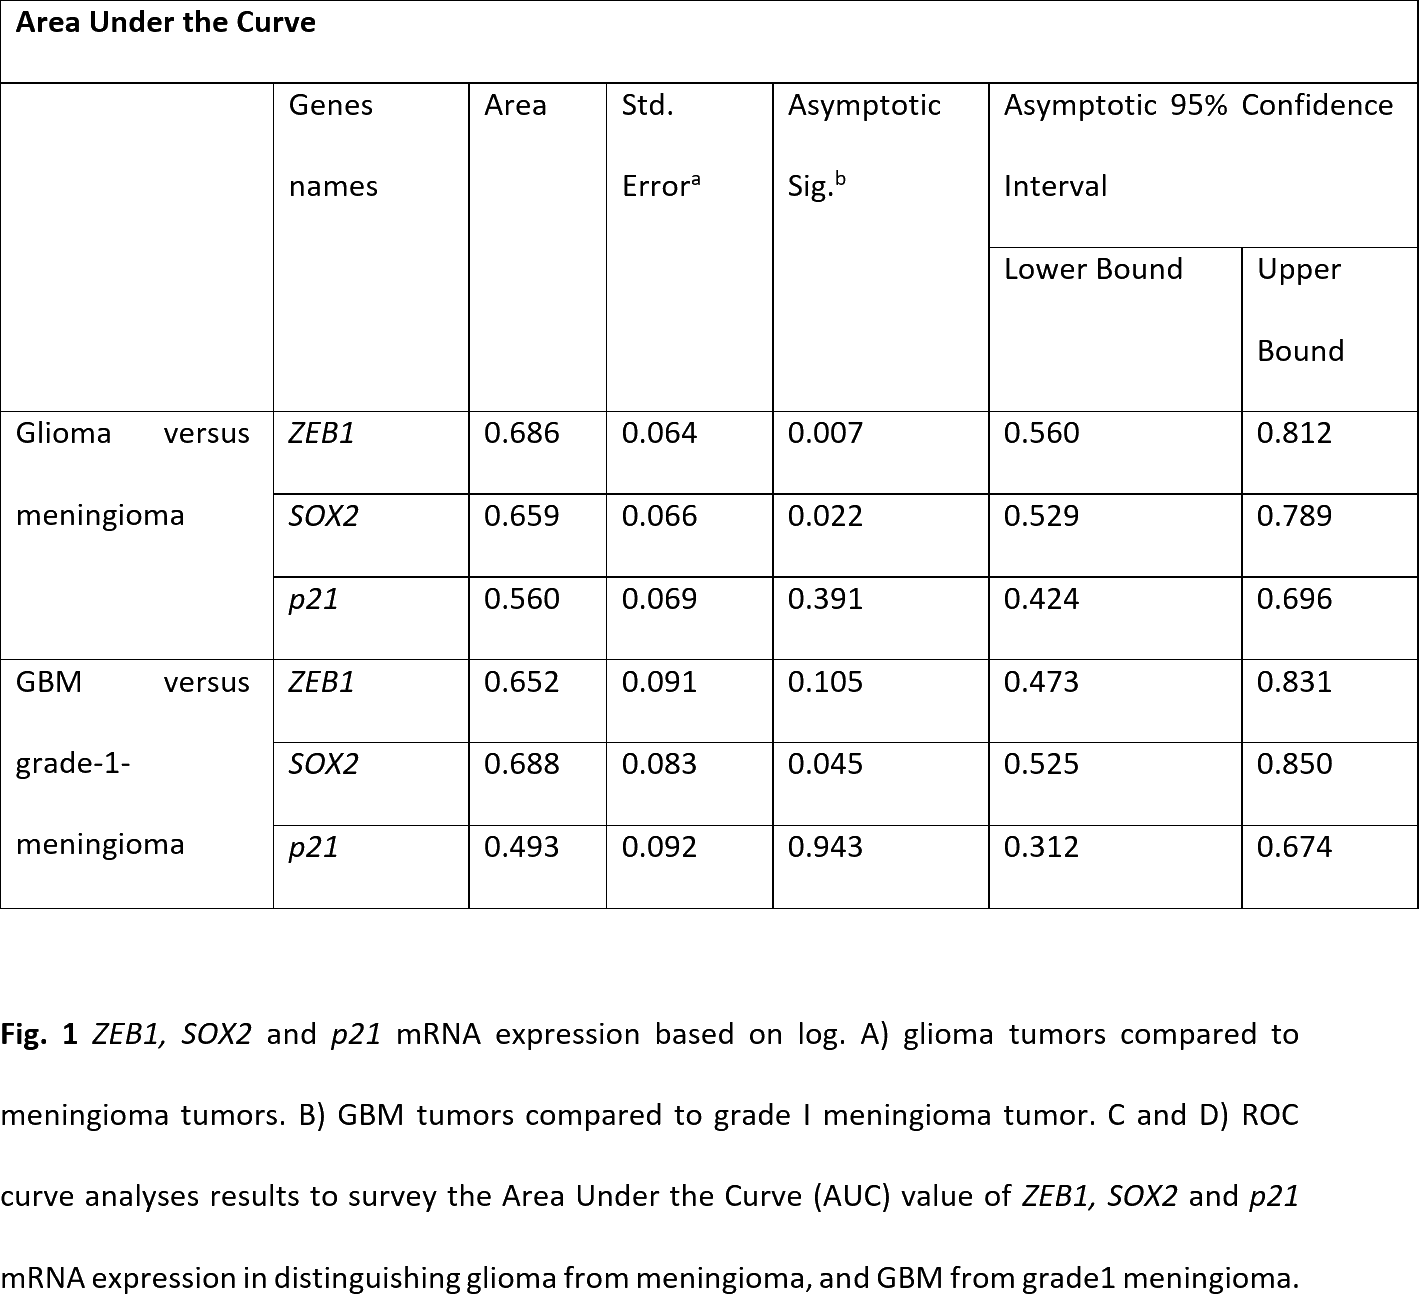 Area Under the Curve
Genes names Area Std. Error^a Asymptotic Sig.^b Asymptotic 95% Confidence Interval
Lower Bound Upper Bound
Glioma versus meningioma ZEB1 0.686 0.064 0.007 0.560 0.812
SOX2 0.659 0.066 0.022 0.529 0.789
p21 0.560 0.069 0.391 0.424 0.696
GBM versus grade-1-meningioma ZEB1 0.652 0.091 0.105 0.473 0.831
SOX2 0.688 0.083 0.045 0.525 0.850
p21 0.493 0.092 0.943 0.312 0.674
Fig. 1 ZEB1, SOX2 and p21 mRNA expression based on log. A) glioma tumors compared to
meningioma tumors. B) GBM tumors compared to grade I meningioma tumor. C and D) ROC
curve analyses results to survey the Area Under the Curve (AUC) value of ZEB1, SOX2 and p21
mRNA expression in distinguishing glioma from meningioma, and GBM from grade1 meningioma.